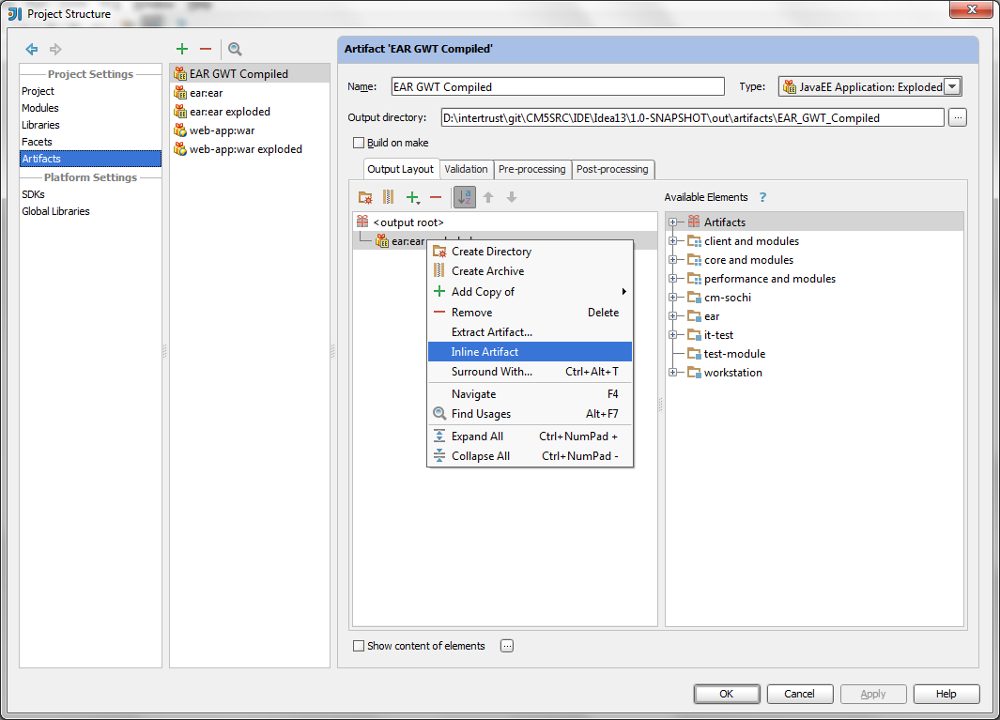 Project Structure
Project Settings
Project
Modules
Libraries
Facets
Artifacts
Platform Settings
SDKs
Global Libraries
EAR GWT Compiled
ear:ear
ear:ear exploded
web-app:war
web-app:war exploded
Artifact 'EAR GWT Compiled'
Name: EAR GWT Compiled Type: JavaEE Application: Exploded
Output directory: D:\intertrust\git\CM5SRC\IDE\Idea13\1.0-SNAPSHOT\out\artifacts\EAR_GWT_Compiled ...
Build on make
Output Layout Validation Pre-processing Post-processing
<output root>
ear:ear
Create Directory
Create Archive
Add Copy of
Remove Delete
Extract Artifact...
Inline Artifact
Surround With... Ctrl+Alt+T
Navigate F4
Find Usages Alt+F7
Expand All Ctrl+NumPad +
Collapse All Ctrl+NumPad -
Available Elements ?
Artifacts
client and modules
core and modules
performance and modules
cm-sochi
ear
it-test
test-module
workstation
Show content of elements ...
OK Cancel Apply Help